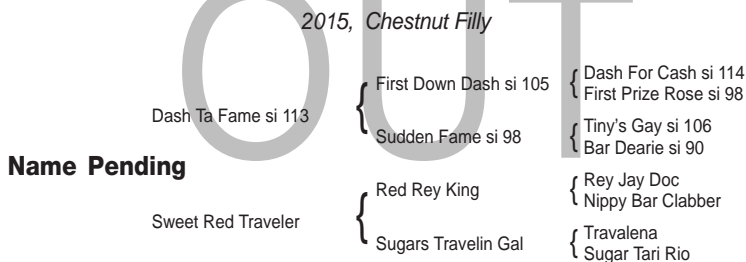 OUT
2015, Chestnut Filly
Dash For Cash si 114
First Down Dash si 105
First Prize Rose si 98
Dash Ta Fame si 113
Tiny's Gay si 106
Sudden Fame si 98
Bar Dearie si 90
Name Pending
Rey Jay Doc
Red Rey King
Nippy Bar Clabber
Sweet Red Traveler
Travalena
Sugars Travelin Gal
Sugar Tari Rio